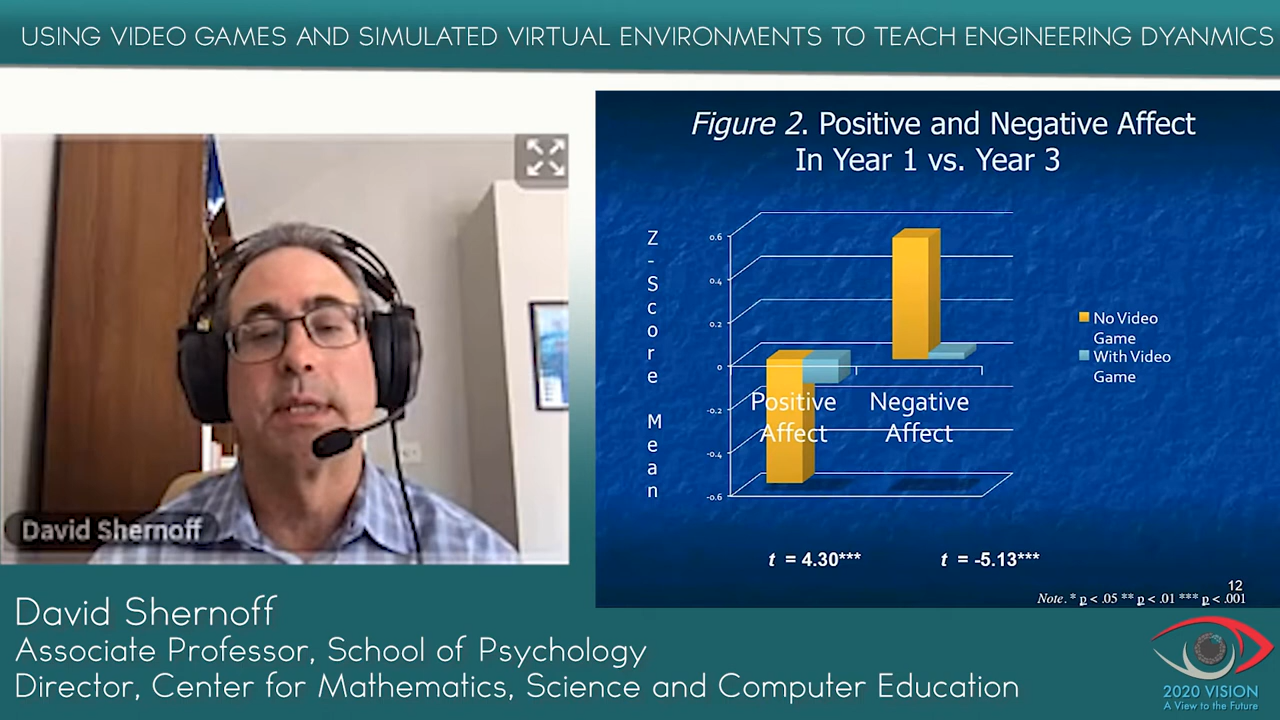 USING VIDEO GAMES AND SIMULATED VIRTUAL ENVIRONMENTS TO TEACH ENGINEERING DYANMICS
David Shernoff
Figure 2. Positive and Negative Affect
In Year 1 vs. Year 3
Z-Score Mean
0.6
0.4
0.2
0
-0.2
-0.4
-0.6
Positive
Affect
Negative
Affect
No Video
Game
With Video
Game
t = 4.30***
t = -5.13***
12
Note. * p < .05 ** p < .01 *** p < .001
David Shernoff
Associate Professor, School of Psychology
Director, Center for Mathematics, Science and Computer Education
2020 VISION
A View to the Future